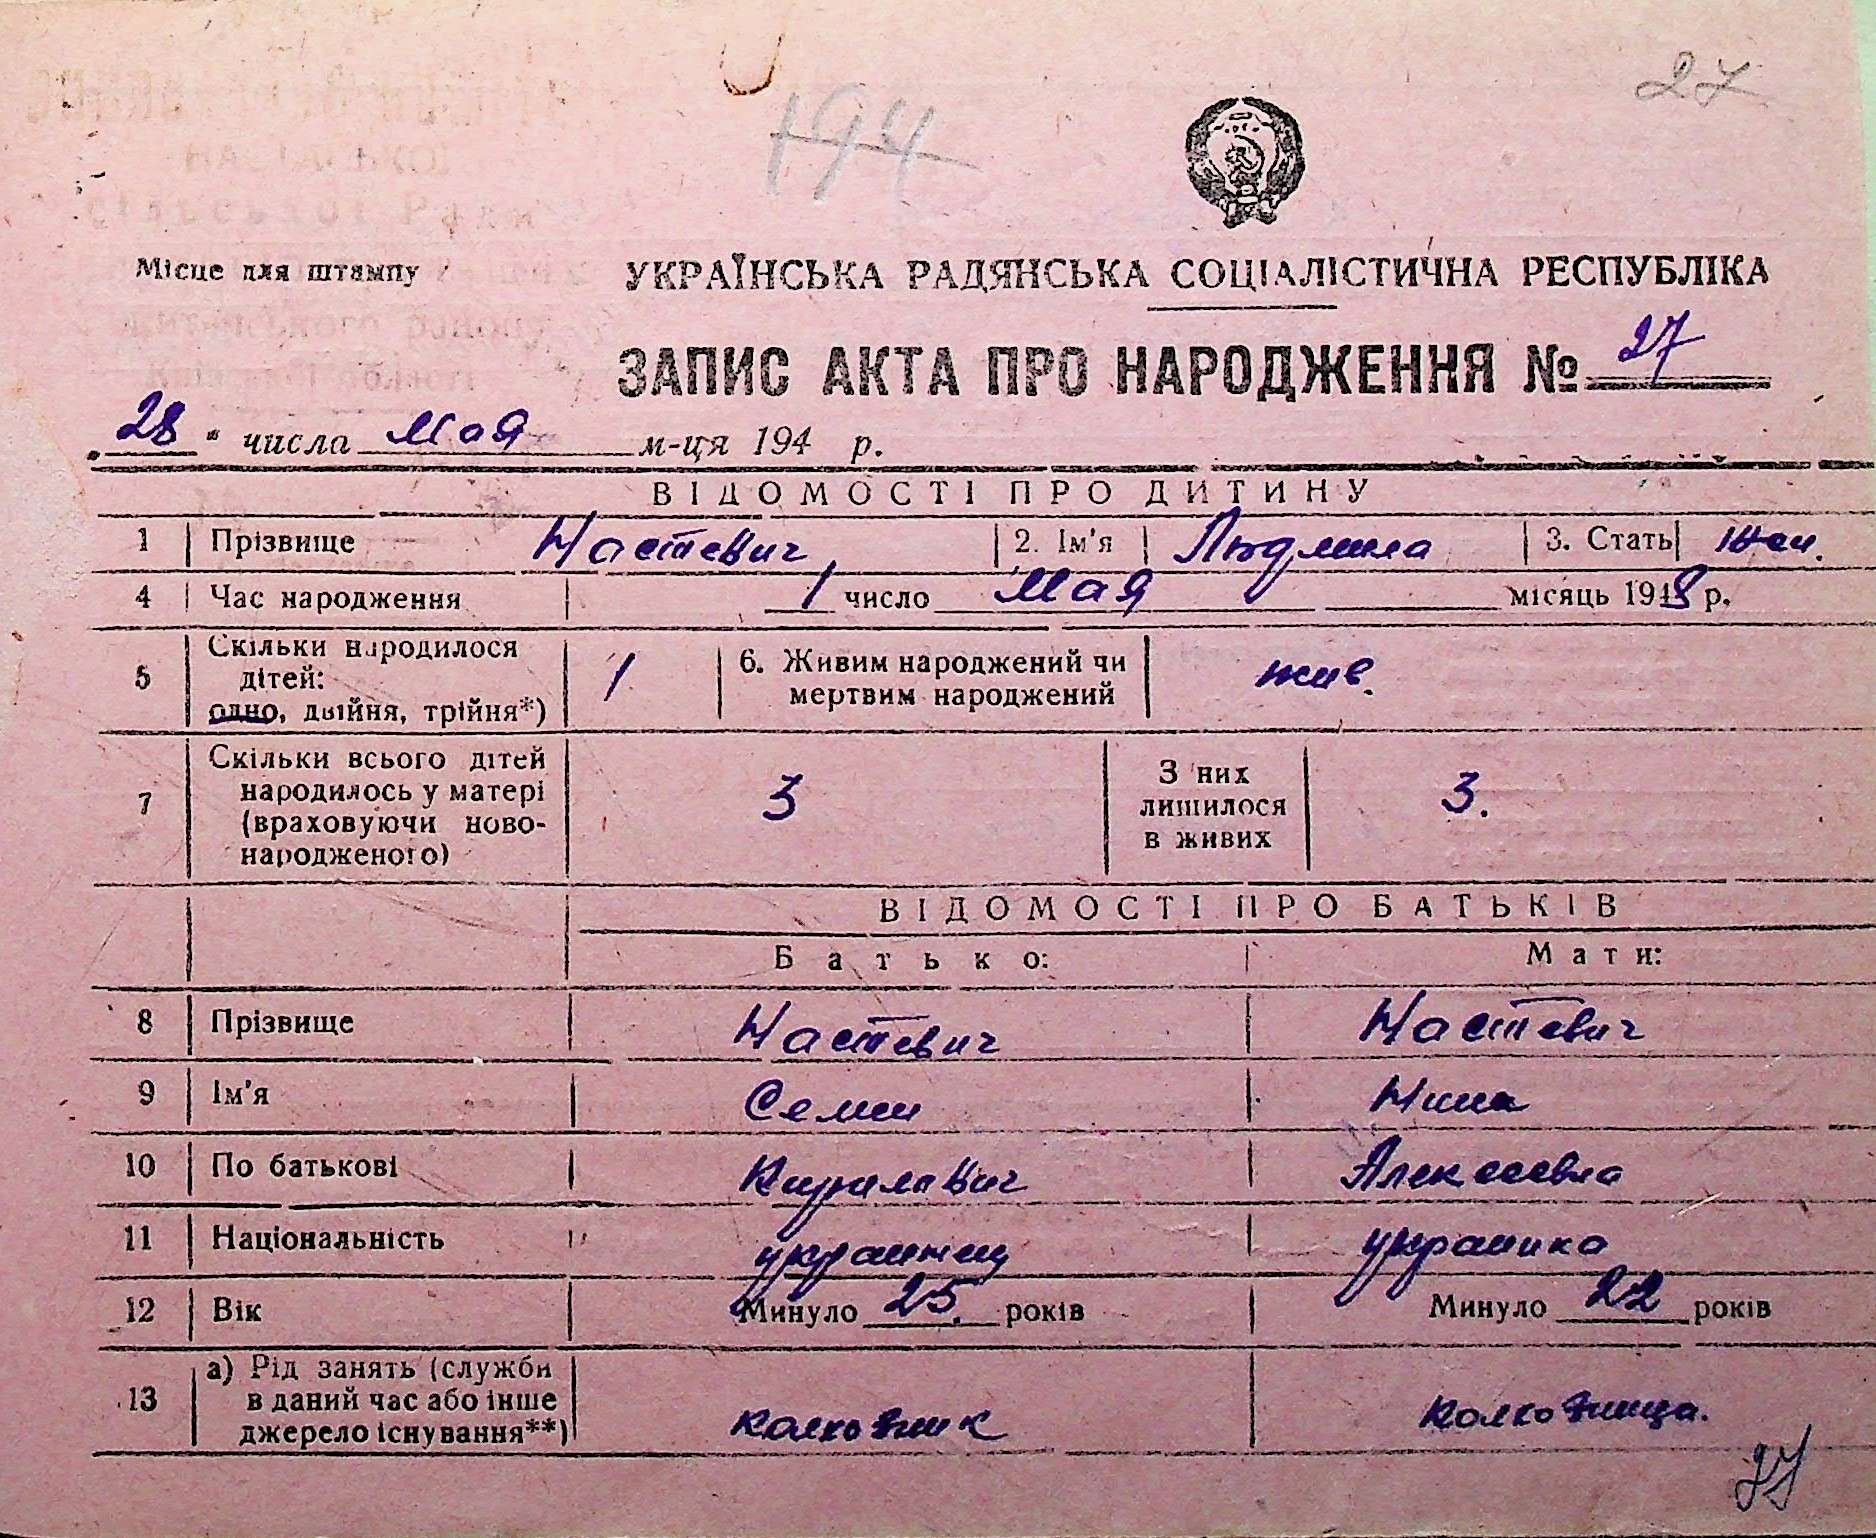 27
194
Місце для штампу
УКРАЇНСЬКА РАДЯНСЬКА СОЦІАЛІСТИЧНА РЕСПУБЛІКА
ЗАПИС АКТА ПРО НАРОДЖЕННЯ № 27
„28“ числа Мая м-ця 194 р.
ВІДОМОСТІ ПРО ДИТИНУ
1 Прізвище Настевич 2. Ім'я Людмила 3. Стать жен.
4 Час народження 1 число Мая місяць 1948 р.
5 Скільки народилося
дітей:
одно, двійня, трійня*) 1 6. Живим народжений чи
мертвим народжений жив.
7 Скільки всього дітей
народилось у матері
(враховуючи ново-
народженого) 3 З них
лишилося
в живих 3.
ВІДОМОСТІ ПРО БАТЬКІВ
Батько: Мати:
8 Прізвище Настевич Настевич
9 Ім'я Семен Нина
10 По батькові Кирилович Алексеевна
11 Національність украинец украинка
12 Вік Минуло 25. років Минуло 22 років
13 а) Рід занять (служби
в даний час або інше
джерело існування**) колхозник колхозница.
27